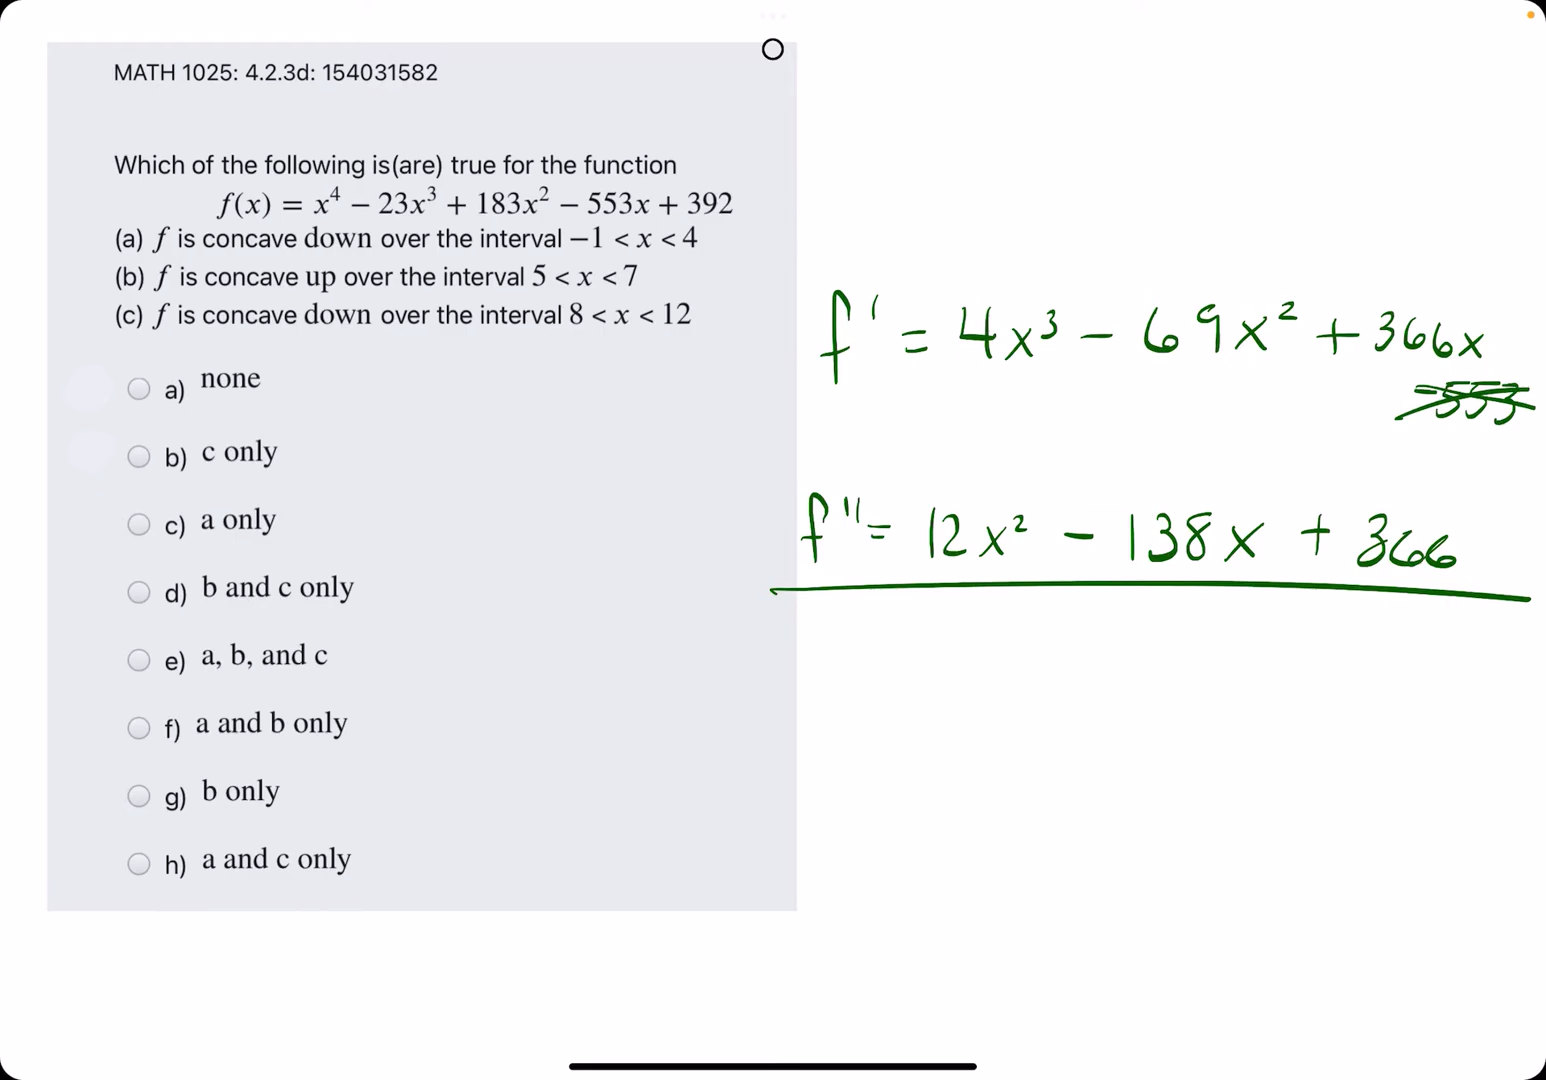 MATH 1025: 4.2.3d: 154031582
Which of the following is(are) true for the function
f(x) = x⁴ − 23x³ + 183x² − 553x + 392
(a) f is concave down over the interval −1 < x < 4
(b) f is concave up over the interval 5 < x < 7
(c) f is concave down over the interval 8 < x < 12
a) none
b) c only
c) a only
d) b and c only
e) a, b, and c
f) a and b only
g) b only
h) a and c only
f' = 4x³ − 69x² + 366x
−553
f'' = 12x² − 138x + 366